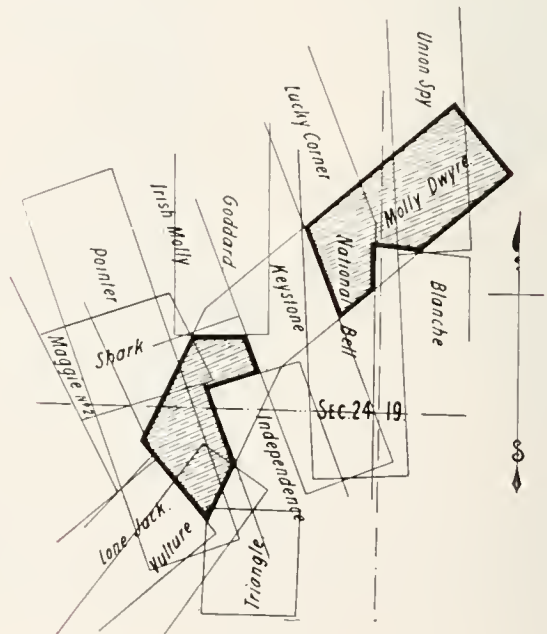 Union Spy
Lucky Corner
Molly Dwyre
National
Belt
Blanche
Keystone
Goddard
Irish Molly
Pointer
Shark
Maggie No 2
SEC. 24 19
Independence
Lone Jack
Vulture
Triangle
S